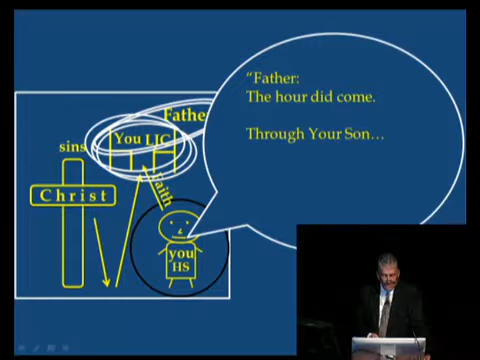 "Father:
The hour did come.
Through Your Son...
Fathe
You LIC
sins
Faith
Christ
you
HS